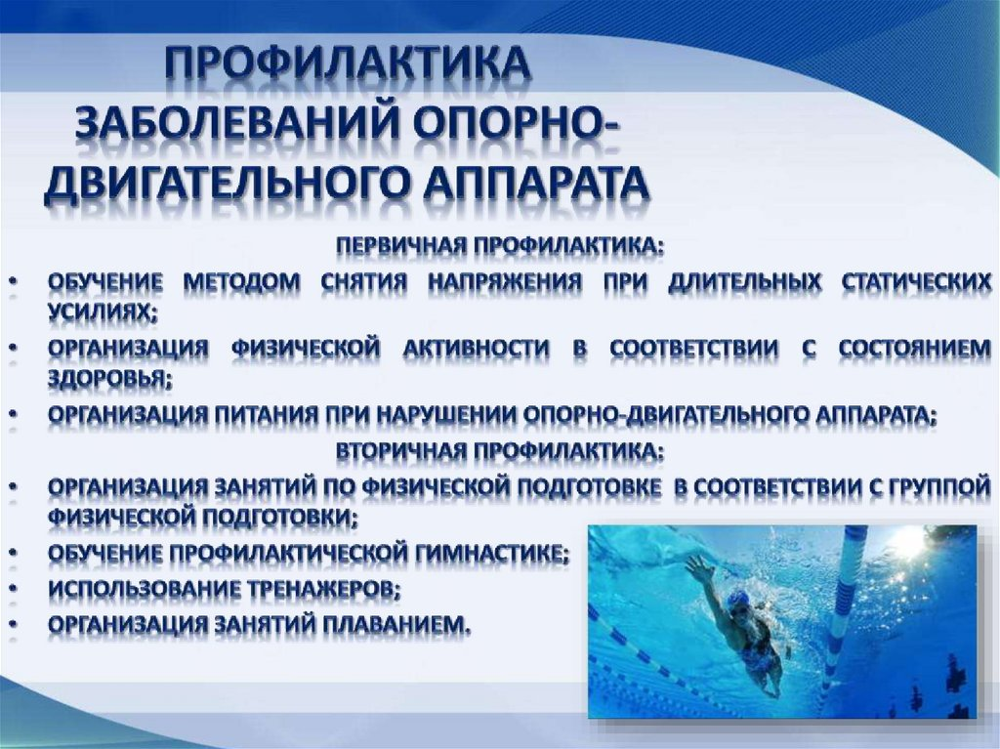 ПРОФИЛАКТИКА
ЗАБОЛЕВАНИЙ ОПОРНО-
ДВИГАТЕЛЬНОГО АППАРАТА
ПЕРВИЧНАЯ ПРОФИЛАКТИКА:
• ОБУЧЕНИЕ МЕТОДОМ СНЯТИЯ НАПРЯЖЕНИЯ ПРИ ДЛИТЕЛЬНЫХ СТАТИЧЕСКИХ
УСИЛИЯХ;
• ОРГАНИЗАЦИЯ ФИЗИЧЕСКОЙ АКТИВНОСТИ В СООТВЕТСТВИИ С СОСТОЯНИЕМ
ЗДОРОВЬЯ;
• ОРГАНИЗАЦИЯ ПИТАНИЯ ПРИ НАРУШЕНИИ ОПОРНО-ДВИГАТЕЛЬНОГО АППАРАТА;
ВТОРИЧНАЯ ПРОФИЛАКТИКА:
• ОРГАНИЗАЦИЯ ЗАНЯТИЙ ПО ФИЗИЧЕСКОЙ ПОДГОТОВКЕ В СООТВЕТСТВИИ С ГРУППОЙ
ФИЗИЧЕСКОЙ ПОДГОТОВКИ;
• ОБУЧЕНИЕ ПРОФИЛАКТИЧЕСКОЙ ГИМНАСТИКЕ;
• ИСПОЛЬЗОВАНИЕ ТРЕНАЖЕРОВ;
• ОРГАНИЗАЦИЯ ЗАНЯТИЙ ПЛАВАНИЕМ.